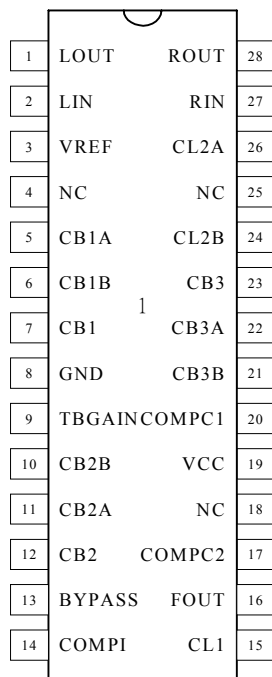 1 LOUT ROUT 28
2 LIN RIN 27
3 VREF CL2A 26
4 NC NC 25
5 CB1A CL2B 24
6 CB1B CB3 23
1
7 CB1 CB3A 22
8 GND CB3B 21
9 TBGAIN COMPC1 20
10 CB2B VCC 19
11 CB2A NC 18
12 CB2 COMPC2 17
13 BYPASS FOUT 16
14 COMPI CL1 15